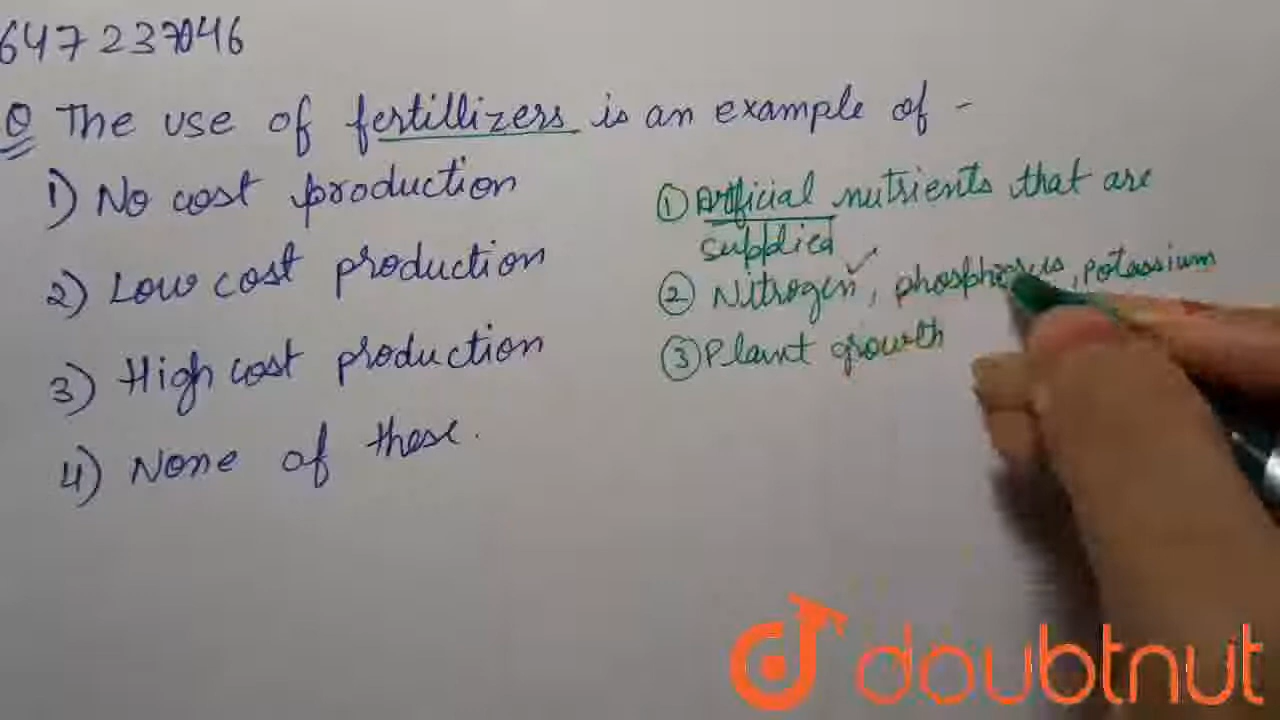 647237046
Q The use of fertillizers is an example of -
1) No cost production
2) Low cost production
3) High cost production
4) None of these.
① Artificial nutrients that are
supplied
② Nitrogen, phosphorus, potassium
③ Plant growth
doubtnut